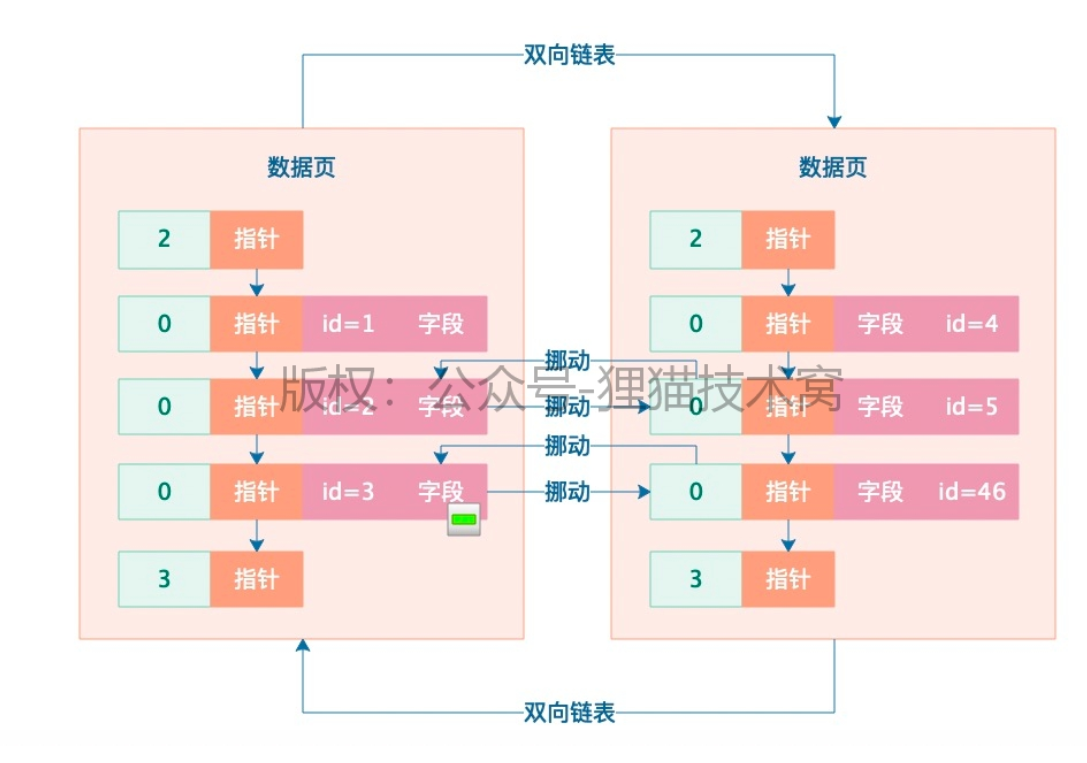 双向链表
数据页
2 指针
0 指针 id=1 字段
0 指针 id=2 字段
0 指针 id=3 字段
3 指针
挪动
挪动
挪动
挪动
数据页
2 指针
0 指针 字段 id=4
0 指针 字段 id=5
0 指针 字段 id=46
3 指针
双向链表
版权：公众号-狸猫技术窝